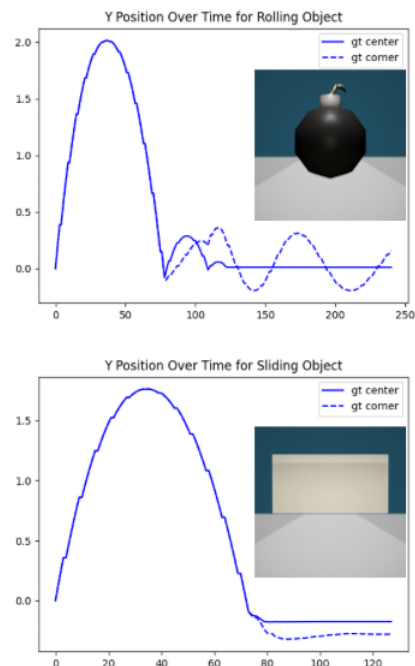 Y Position Over Time for Rolling Object
gt center
gt corner
2.0
1.5
1.0
0.5
0.0
0 50 100 150 200 250
Y Position Over Time for Sliding Object
gt center
gt corner
1.5
1.0
0.5
0.0
0 20 40 60 80 100 120